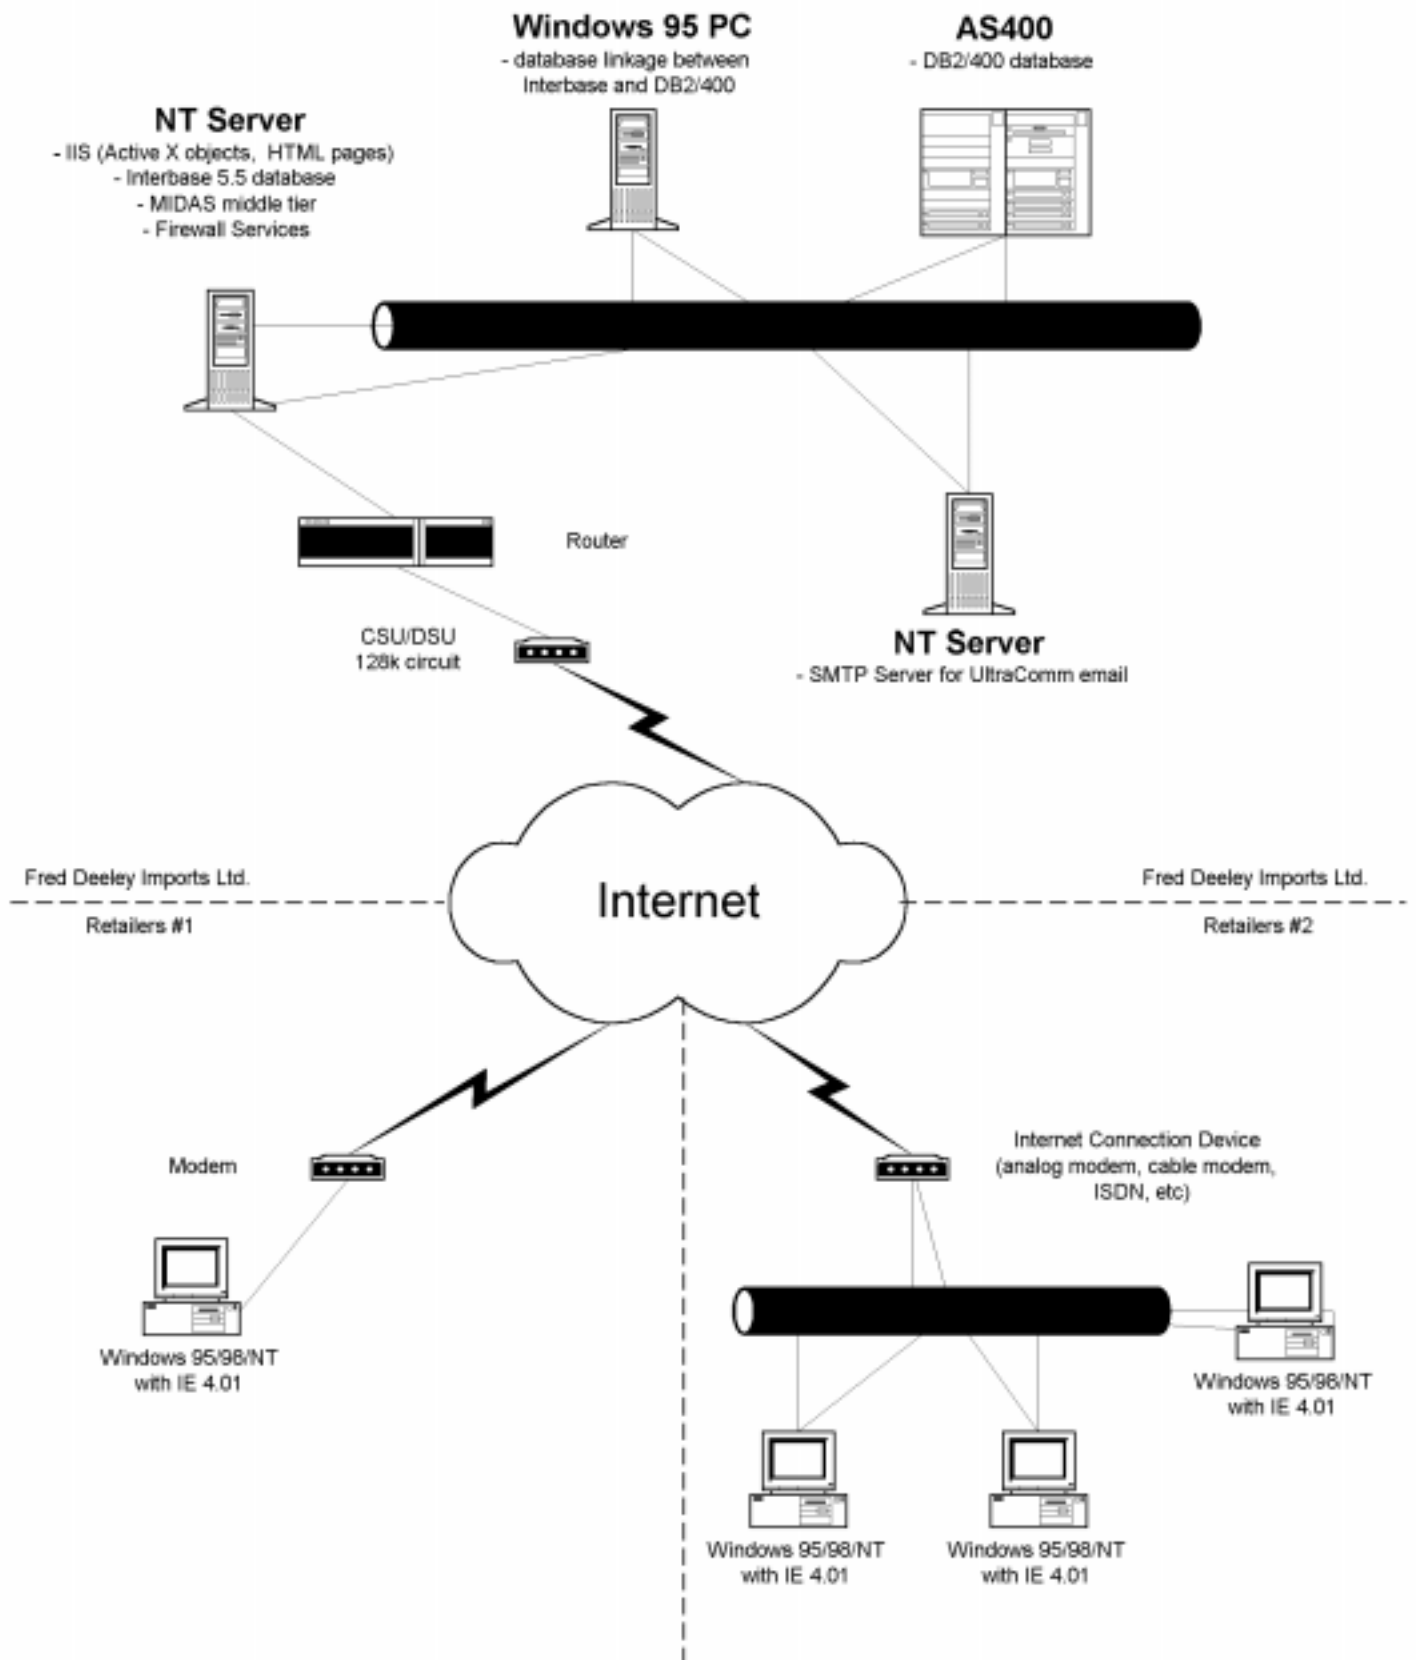 Windows 95 PC
- database linkage between
Interbase and DB2/400
AS400
- DB2/400 database
NT Server
- IIS (Active X objects, HTML pages)
- Interbase 5.5 database
- MIDAS middle tier
- Firewall Services
Router
CSU/DSU
128k circuit
NT Server
- SMTP Server for UltraComm email
Internet
Fred Deeley Imports Ltd.
Retailers #1
Fred Deeley Imports Ltd.
Retailers #2
Modem
Internet Connection Device
(analog modem, cable modem,
ISDN, etc)
Windows 95/98/NT
with IE 4.01
Windows 95/98/NT
with IE 4.01
Windows 95/98/NT
with IE 4.01
Windows 95/98/NT
with IE 4.01